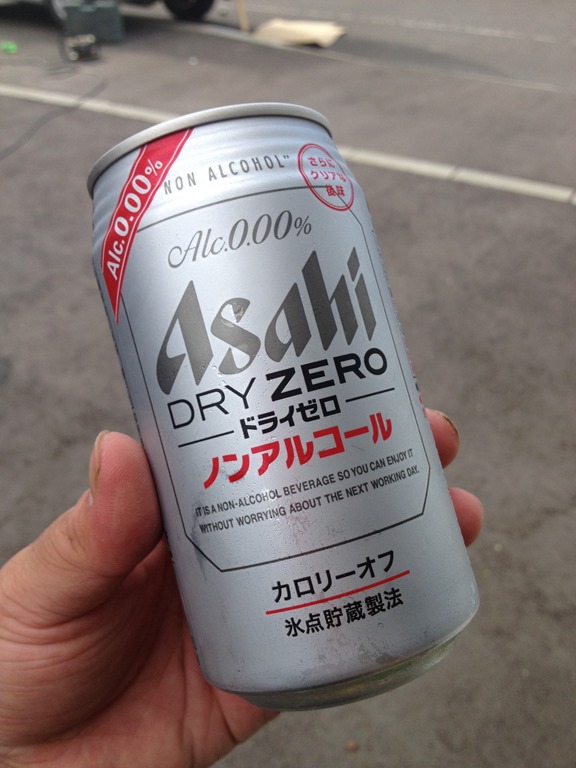 Alc.0.00%
NON ALCOHOL"
さらに
クリアな
後味
Alc.0.00%
Asahi
DRY ZERO
ドライゼロ
ノンアルコール
IT IS A NON-ALCOHOL BEVERAGE SO YOU CAN ENJOY IT
WITHOUT WORRYING ABOUT THE NEXT WORKING DAY.
カロリーオフ
氷点貯蔵製法